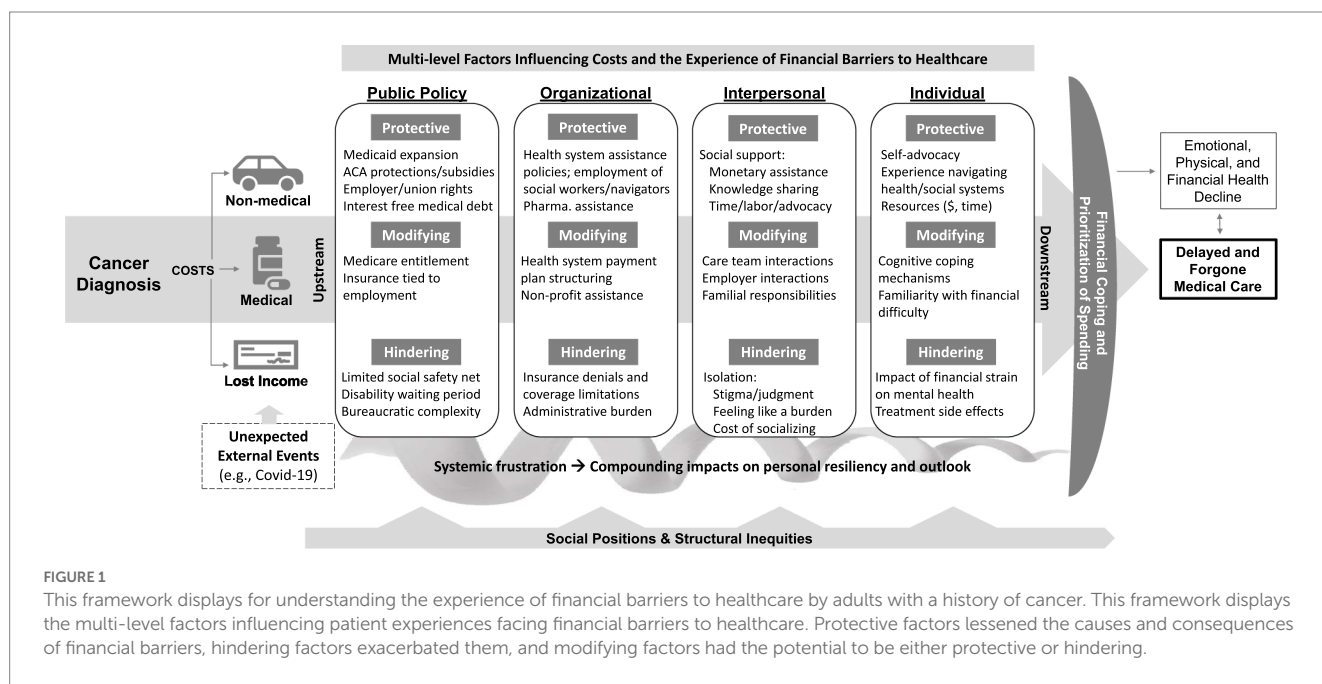 Multi-level Factors Influencing Costs and the Experience of Financial Barriers to Healthcare
Cancer
Diagnosis
COSTS
Non-medical
Medical
Lost Income
Unexpected
External Events
(e.g., Covid-19)
Upstream
Public Policy
Protective
Medicaid expansion
ACA protections/subsidies
Employer/union rights
Interest free medical debt
Modifying
Medicare entitlement
Insurance tied to
employment
Hindering
Limited social safety net
Disability waiting period
Bureaucratic complexity
Organizational
Protective
Health system assistance
policies; employment of
social workers/navigators
Pharma. assistance
Modifying
Health system payment
plan structuring
Non-profit assistance
Hindering
Insurance denials and
coverage limitations
Administrative burden
Interpersonal
Protective
Social support:
Monetary assistance
Knowledge sharing
Time/labor/advocacy
Modifying
Care team interactions
Employer interactions
Familial responsibilities
Hindering
Isolation:
Stigma/judgment
Feeling like a burden
Cost of socializing
Individual
Protective
Self-advocacy
Experience navigating
health/social systems
Resources ($, time)
Modifying
Cognitive coping
mechanisms
Familiarity with financial
difficulty
Hindering
Impact of financial strain
on mental health
Treatment side effects
Downstream
Financial Coping and
Prioritization of Spending
Emotional,
Physical, and
Financial Health
Decline
Delayed and
Forgone
Medical Care
Systemic frustration → Compounding impacts on personal resiliency and outlook
Social Positions & Structural Inequities
FIGURE 1
This framework displays for understanding the experience of financial barriers to healthcare by adults with a history of cancer. This framework displays
the multi-level factors influencing patient experiences facing financial barriers to healthcare. Protective factors lessened the causes and consequences
of financial barriers, hindering factors exacerbated them, and modifying factors had the potential to be either protective or hindering.